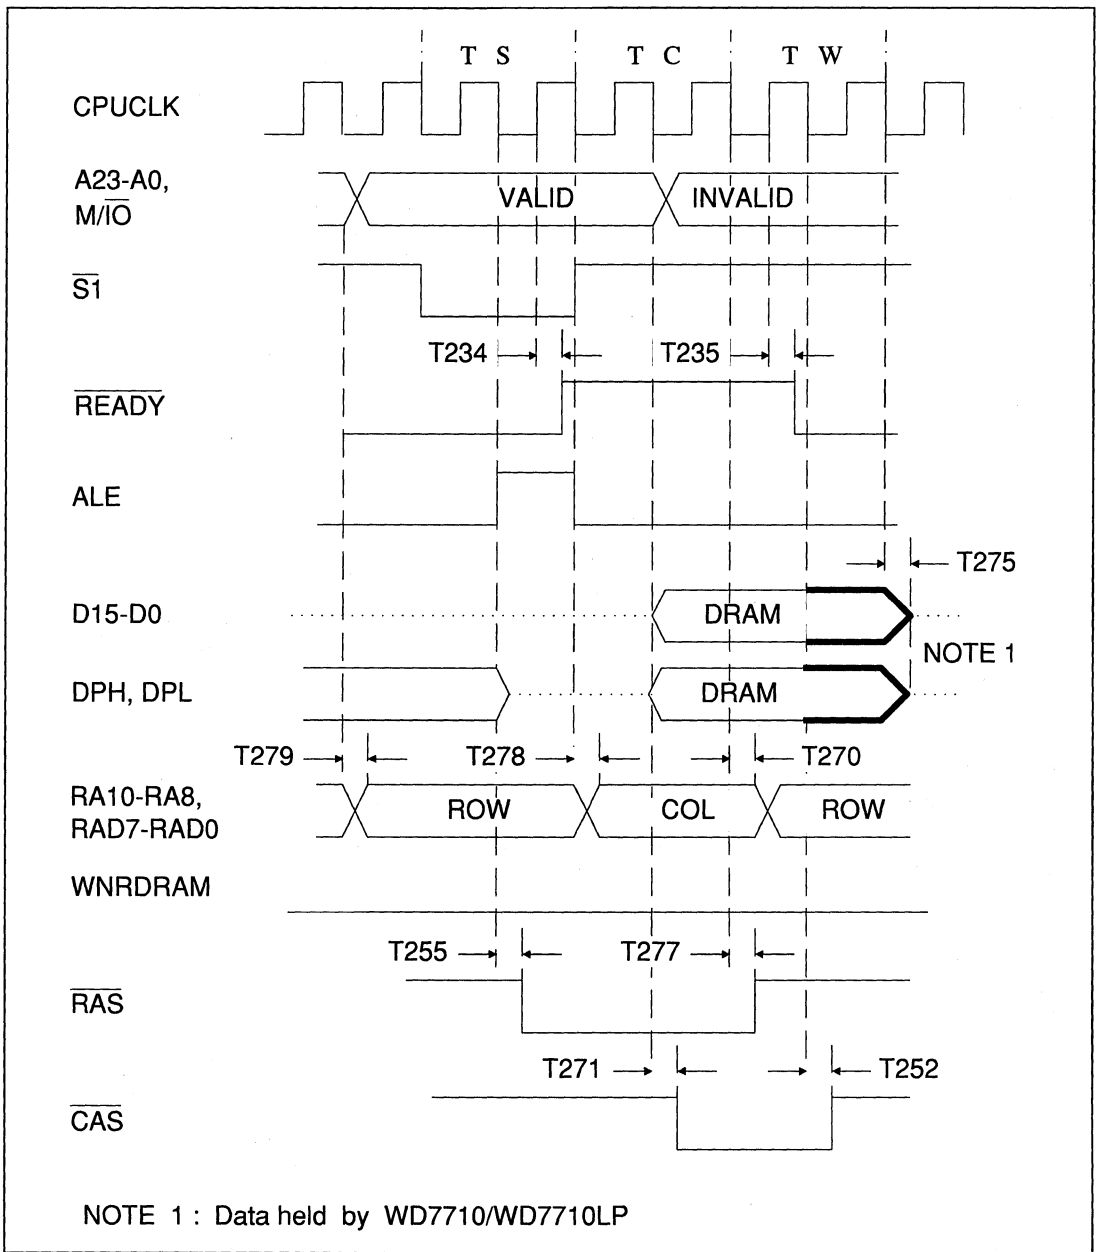 T S T C T W
CPUCLK
A23-A0,
M/IO
VALID INVALID
S1
T234 T235
READY
ALE
T275
D15-D0 DRAM
NOTE 1
DPH, DPL DRAM
T279 T278 T270
RA10-RA8,
RAD7-RAD0
ROW COL ROW
WNRDRAM
T255 T277
RAS
T271 T252
CAS
NOTE 1 : Data held by WD7710/WD7710LP